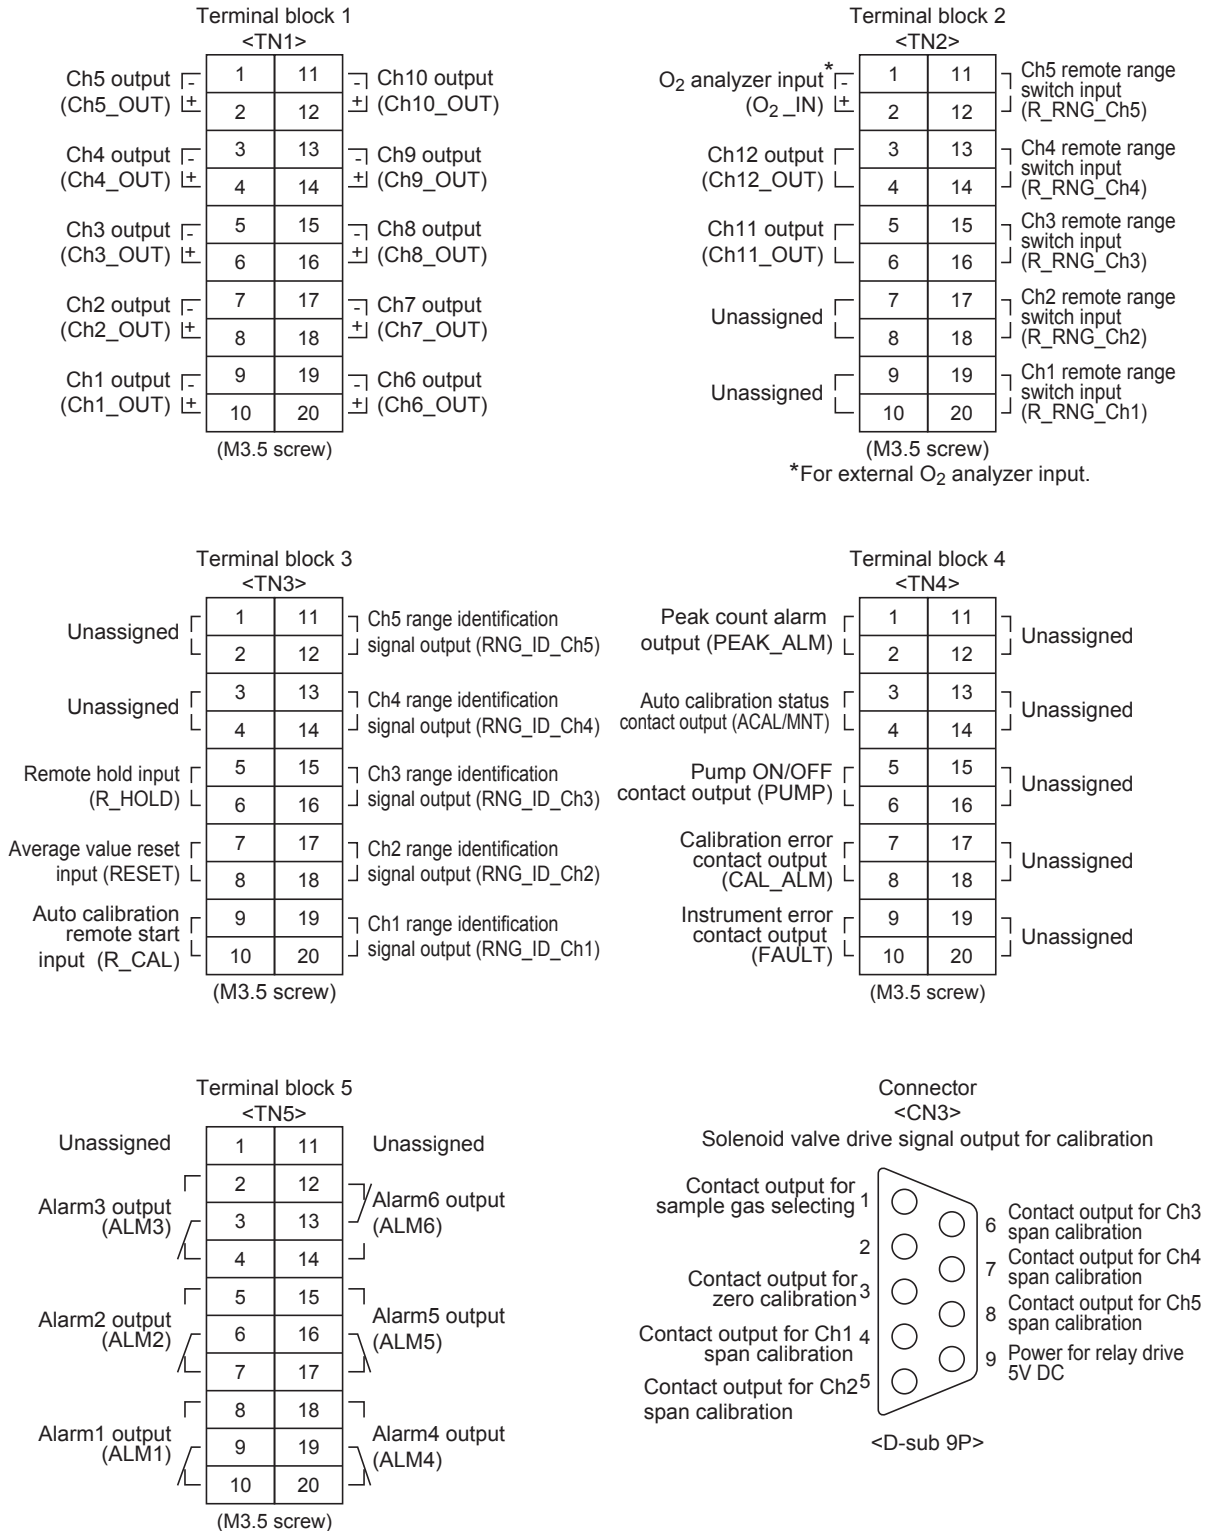 Terminal block 1
<TN1>
Ch5 output
(Ch5_OUT)
-
+
1
11
2
12
-
+
Ch10 output
(Ch10_OUT)
Ch4 output
(Ch4_OUT)
-
+
3
13
4
14
-
+
Ch9 output
(Ch9_OUT)
Ch3 output
(Ch3_OUT)
-
+
5
15
6
16
-
+
Ch8 output
(Ch8_OUT)
Ch2 output
(Ch2_OUT)
-
+
7
17
8
18
-
+
Ch7 output
(Ch7_OUT)
Ch1 output
(Ch1_OUT)
-
+
9
19
10
20
-
+
Ch6 output
(Ch6_OUT)
(M3.5 screw)
Terminal block 2
<TN2>
O2 analyzer input*
(O2_IN)
-
+
1
11
2
12
Ch5 remote range
switch input
(R_RNG_Ch5)
Ch12 output
(Ch12_OUT)
3
13
4
14
Ch4 remote range
switch input
(R_RNG_Ch4)
Ch11 output
(Ch11_OUT)
5
15
6
16
Ch3 remote range
switch input
(R_RNG_Ch3)
Unassigned
7
17
8
18
Ch2 remote range
switch input
(R_RNG_Ch2)
Unassigned
9
19
10
20
Ch1 remote range
switch input
(R_RNG_Ch1)
(M3.5 screw)
*For external O2 analyzer input.
Terminal block 3
<TN3>
Unassigned
1
11
2
12
Ch5 range identification
signal output (RNG_ID_Ch5)
Unassigned
3
13
4
14
Ch4 range identification
signal output (RNG_ID_Ch4)
Remote hold input
(R_HOLD)
5
15
6
16
Ch3 range identification
signal output (RNG_ID_Ch3)
Average value reset
input (RESET)
7
17
8
18
Ch2 range identification
signal output (RNG_ID_Ch2)
Auto calibration
remote start
input (R_CAL)
9
19
10
20
Ch1 range identification
signal output (RNG_ID_Ch1)
(M3.5 screw)
Terminal block 4
<TN4>
Peak count alarm
output (PEAK_ALM)
1
11
2
12
Unassigned
Auto calibration status
contact output (ACAL/MNT)
3
13
4
14
Unassigned
Pump ON/OFF
contact output (PUMP)
5
15
6
16
Unassigned
Calibration error
contact output
(CAL_ALM)
7
17
8
18
Unassigned
Instrument error
contact output
(FAULT)
9
19
10
20
Unassigned
(M3.5 screw)
Terminal block 5
<TN5>
Unassigned
1
11
Unassigned
Alarm3 output
(ALM3)
2
12
3
13
4
14
Alarm6 output
(ALM6)
Alarm2 output
(ALM2)
5
15
6
16
7
17
Alarm5 output
(ALM5)
Alarm1 output
(ALM1)
8
18
9
19
10
20
Alarm4 output
(ALM4)
(M3.5 screw)
Connector
<CN3>
Solenoid valve drive signal output for calibration
Contact output for
sample gas selecting 1
2
Contact output for
zero calibration 3
Contact output for Ch1 4
span calibration
Contact output for Ch2 5
span calibration
6 Contact output for Ch3
span calibration
7 Contact output for Ch4
span calibration
8 Contact output for Ch5
span calibration
9 Power for relay drive
5V DC
<D-sub 9P>